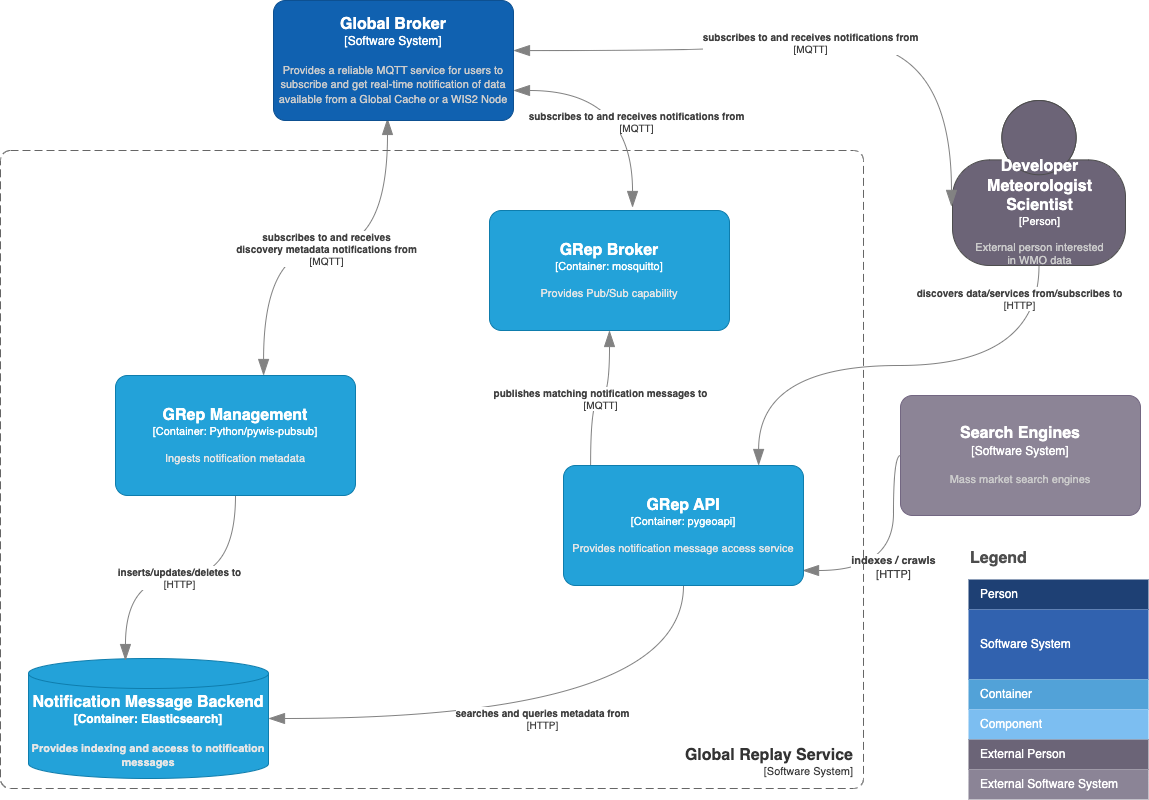 Global Broker
[Software System]
Provides a reliable MQTT service for users to
subscribe and get real-time notification of data
available from a Global Cache or a WIS2 Node
subscribes to and receives notifications from
[MQTT]
subscribes to and receives notifications from
[MQTT]
Developer
Meteorologist
Scientist
[Person]
External person interested
in WMO data
subscribes to and receives
discovery metadata notifications from
[MQTT]
GRep Broker
[Container: mosquitto]
Provides Pub/Sub capability
discovers data/services from/subscribes to
[HTTP]
GRep Management
[Container: Python/pywis-pubsub]
Ingests notification metadata
publishes matching notification messages to
[MQTT]
Search Engines
[Software System]
Mass market search engines
GRep API
[Container: pygeoapi]
Provides notification message access service
indexes / crawls
[HTTP]
inserts/updates/deletes to
[HTTP]
Notification Message Backend
[Container: Elasticsearch]
Provides indexing and access to notification
messages
searches and queries metadata from
[HTTP]
Global Replay Service
[Software System]
Legend
Person
Software System
Container
Component
External Person
External Software System